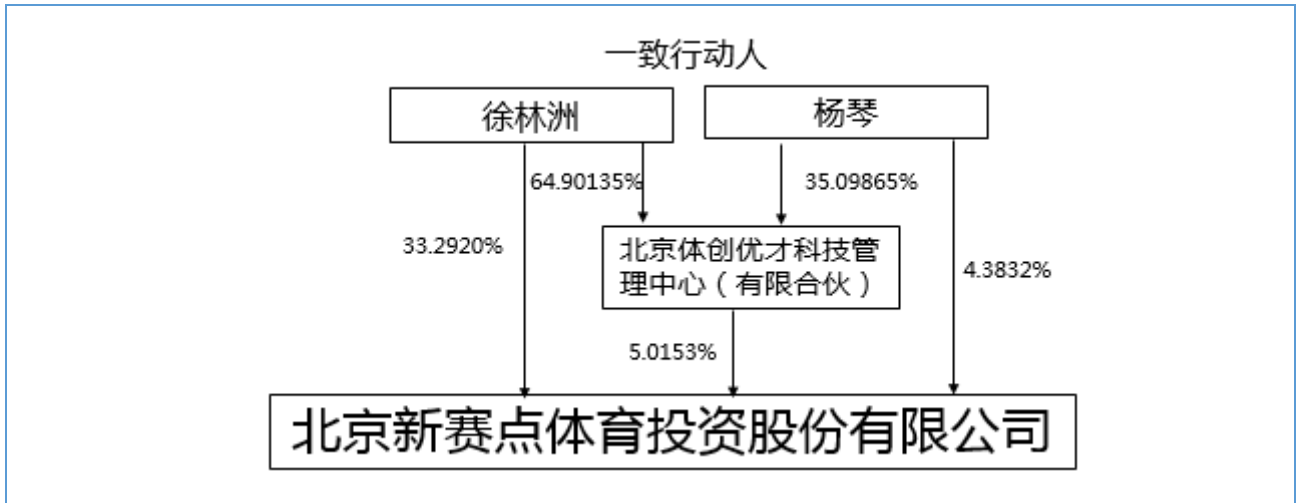 一致行动人
徐林洲
杨琴
64.90135%
35.09865%
33.2920%
北京体创优才科技管
理中心（有限合伙）
4.3832%
5.0153%
北京新赛点体育投资股份有限公司